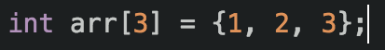 int arr[3] = {1, 2, 3};